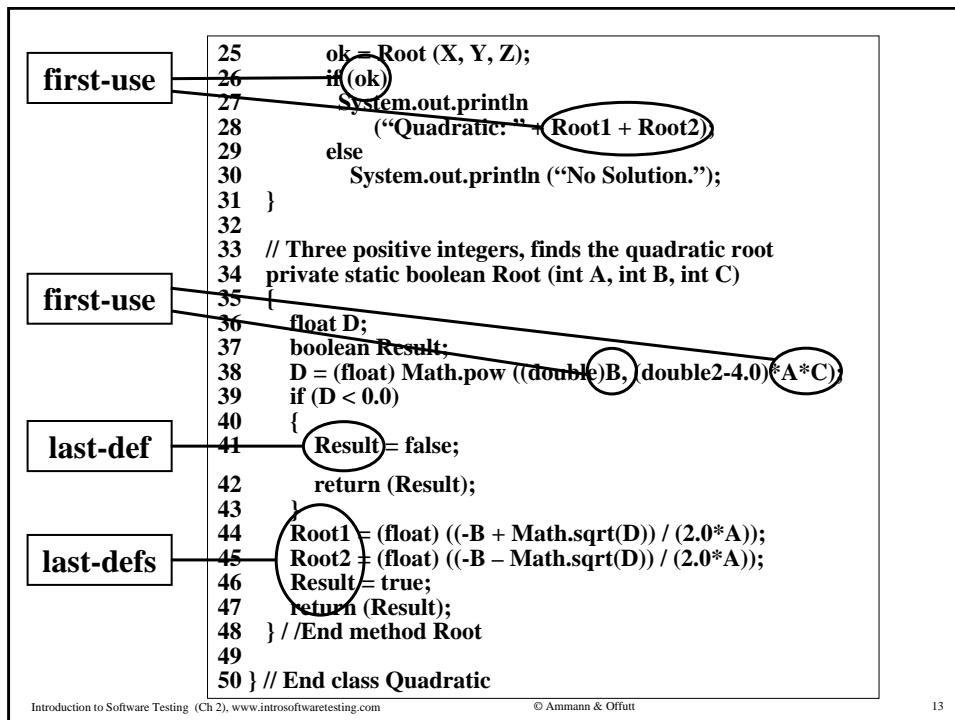 25 ok = Root (X, Y, Z);
first-use
26 if (ok)
27 System.out.println
28 (“Quadratic: ” + Root1 + Root2);
29 else
30 System.out.println (“No Solution.”);
31 }
32
33 // Three positive integers, finds the quadratic root
34 private static boolean Root (int A, int B, int C)
first-use
35 {
36 float D;
37 boolean Result;
38 D = (float) Math.pow ((double)B, (double2-4.0)*A*C);
39 if (D < 0.0)
40 {
last-def
41 Result = false;
42 return (Result);
43 }
44 Root1 = (float) ((-B + Math.sqrt(D)) / (2.0*A));
last-defs
45 Root2 = (float) ((-B – Math.sqrt(D)) / (2.0*A));
46 Result = true;
47 return (Result);
48 } / /End method Root
49
50 } // End class Quadratic
Introduction to Software Testing (Ch 2), www.introsoftwaretesting.com © Ammann & Offutt 13